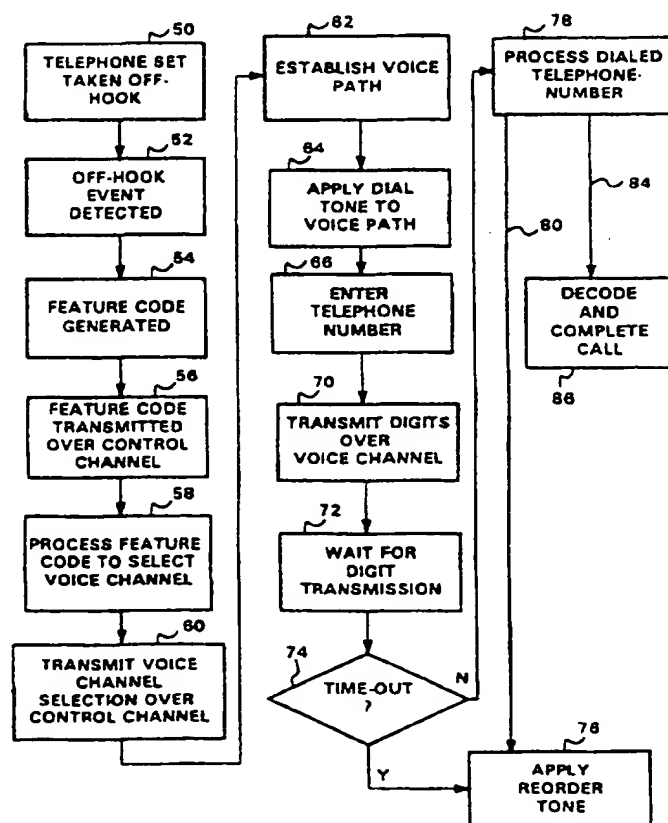 50
TELEPHONE SET
TAKEN OFF-
HOOK
52
OFF-HOOK
EVENT
DETECTED
54
FEATURE CODE
GENERATED
56
FEATURE CODE
TRANSMITTED
OVER CONTROL
CHANNEL
58
PROCESS FEATURE
CODE TO SELECT
VOICE CHANNEL
60
TRANSMIT VOICE
CHANNEL
SELECTION OVER
CONTROL CHANNEL
62
ESTABLISH VOICE
PATH
64
APPLY DIAL
TONE TO
VOICE PATH
66
ENTER
TELEPHONE
NUMBER
70
TRANSMIT DIGITS
OVER
VOICE CHANNEL
72
WAIT FOR
DIGIT
TRANSMISSION
74
TIME-OUT
?
N
Y
78
PROCESS DIALED
TELEPHONE-
NUMBER
80
84
DECODE
AND
COMPLETE
CALL
86
76
APPLY
REORDER
TONE